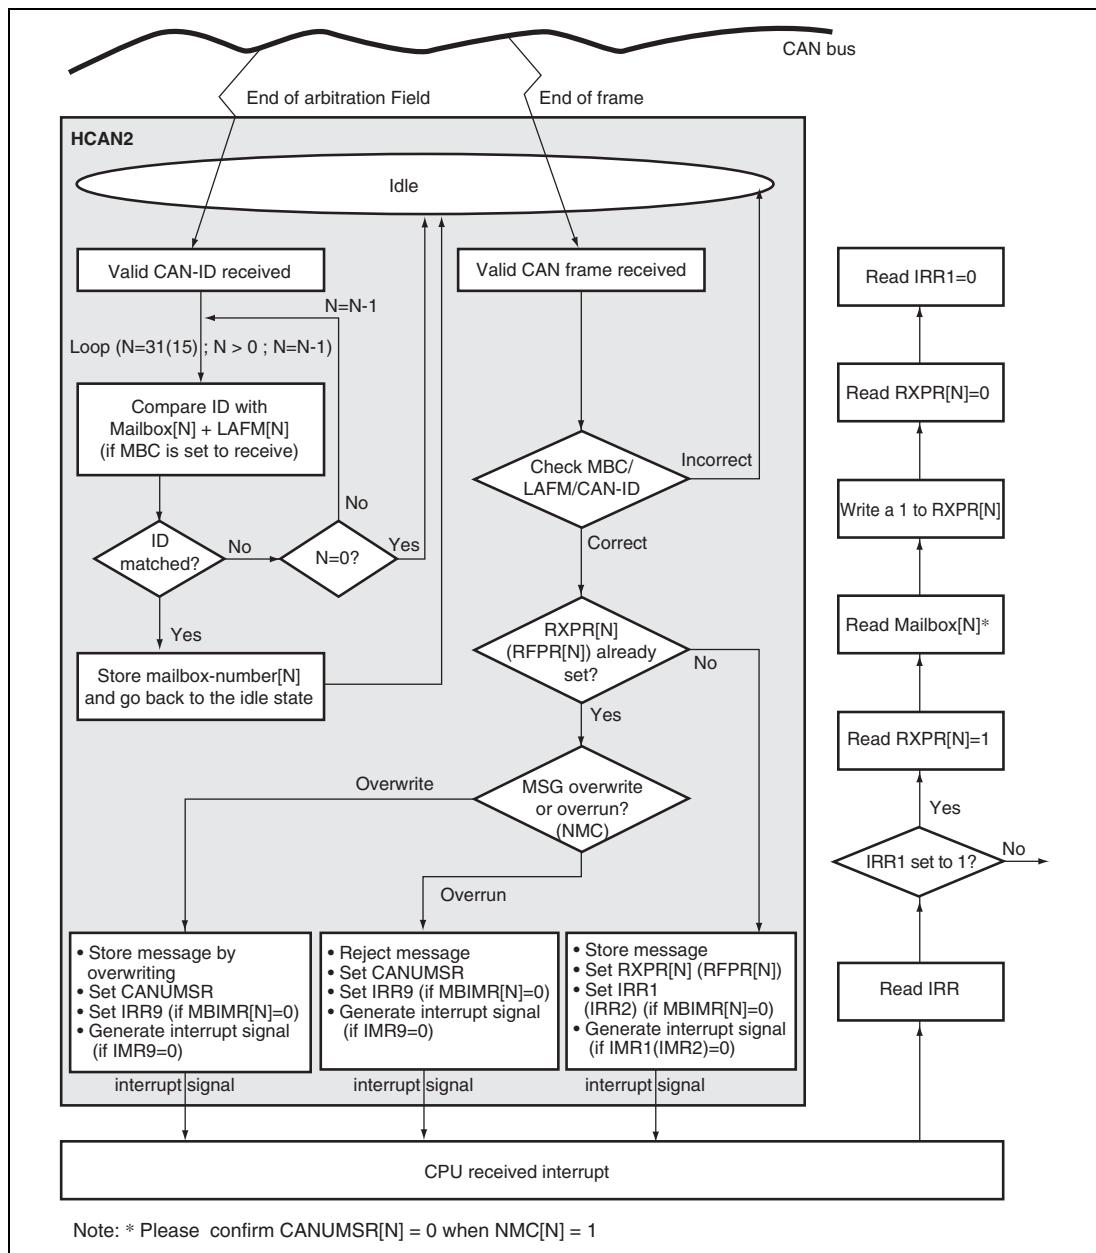 CAN bus
End of arbitration Field
End of frame
HCAN2
Idle
Valid CAN-ID received
N=N-1
Loop (N=31(15) ; N > 0 ; N=N-1)
Compare ID with
Mailbox[N] + LAFM[N]
(if MBC is set to receive)
ID
matched?
No
N=0?
No
Yes
Yes
Store mailbox-number[N]
and go back to the idle state
Valid CAN frame received
Check MBC/
LAFM/CAN-ID
Incorrect
Correct
RXPR[N]
(RFPR[N]) already
set?
No
Yes
MSG overwrite
or overrun?
(NMC)
Overwrite
Overrun
• Store message by
overwriting
• Set CANUMSR
• Set IRR9 (if MBIMR[N]=0)
• Generate interrupt signal
(if IMR9=0)
• Reject message
• Set CANUMSR
• Set IRR9 (if MBIMR[N]=0)
• Generate interrupt signal
(if IMR9=0)
• Store message
• Set RXPR[N] (RFPR[N])
• Set IRR1
(IRR2) (if MBIMR[N]=0)
• Generate interrupt signal
(if IMR1(IMR2)=0)
interrupt signal
interrupt signal
interrupt signal
CPU received interrupt
Read IRR1=0
Read RXPR[N]=0
Write a 1 to RXPR[N]
Read Mailbox[N]*
Read RXPR[N]=1
Yes
IRR1 set to 1?
No
Read IRR
Note: * Please confirm CANUMSR[N] = 0 when NMC[N] = 1